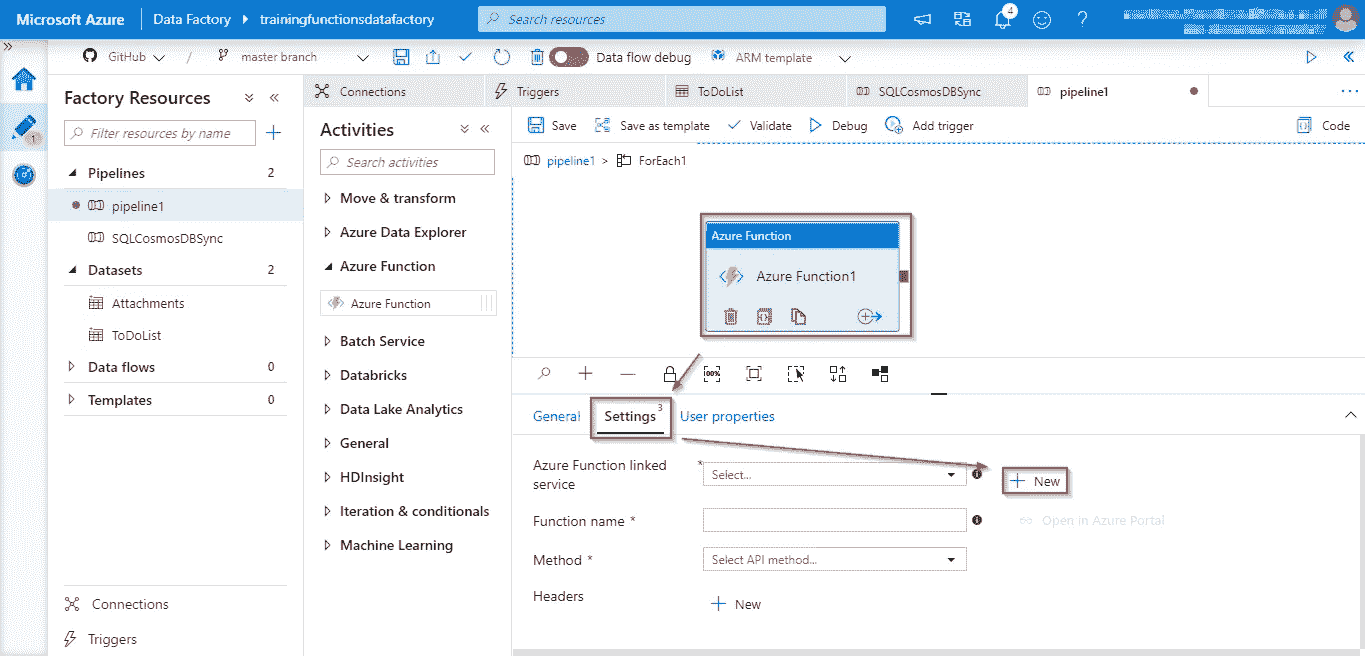 Microsoft Azure
Data Factory
trainingfunctionsdatafactory
Search resources
4
?
GitHub
/
master branch
Data flow debug
ARM template
1
Factory Resources
Filter resources by name
Pipelines 2
pipeline1
SQLCosmosDBSync
Datasets 2
Attachments
ToDoList
Data flows 0
Templates 0
Connections
Triggers
Connections
Triggers
ToDoList
SQLCosmosDBSync
pipeline1
Activities
Search activities
Move & transform
Azure Data Explorer
Azure Function
Azure Function
Batch Service
Databricks
Data Lake Analytics
General
HDInsight
Iteration & conditionals
Machine Learning
Save
Save as template
Validate
Debug
Add trigger
Code
pipeline1 > ForEach1
Azure Function
Azure Function1
100%
General
Settings 3
User properties
Azure Function linked
service
*
Select...
New
Function name *
Open in Azure Portal
Method *
Select API method...
Headers
New